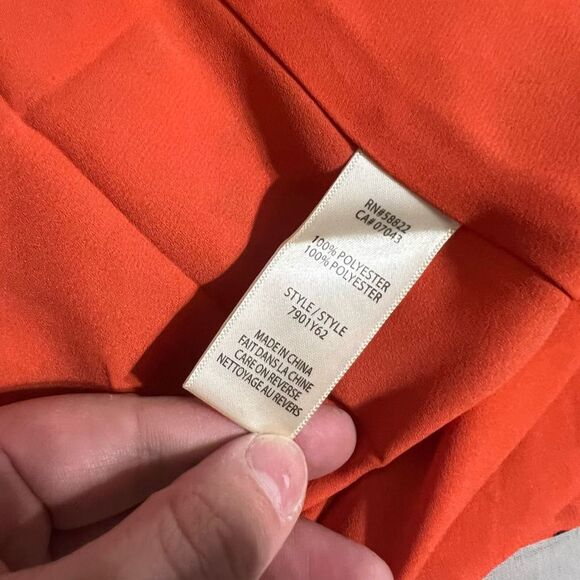 RN#58822
CA# 07043
100% POLYESTER
100% POLYESTER
STYLE / STYLE
7901Y62
MADE IN CHINA
FAIT DANS LA CHINE
CARE ON REVERSE
NETTOYAGE AU REVERS